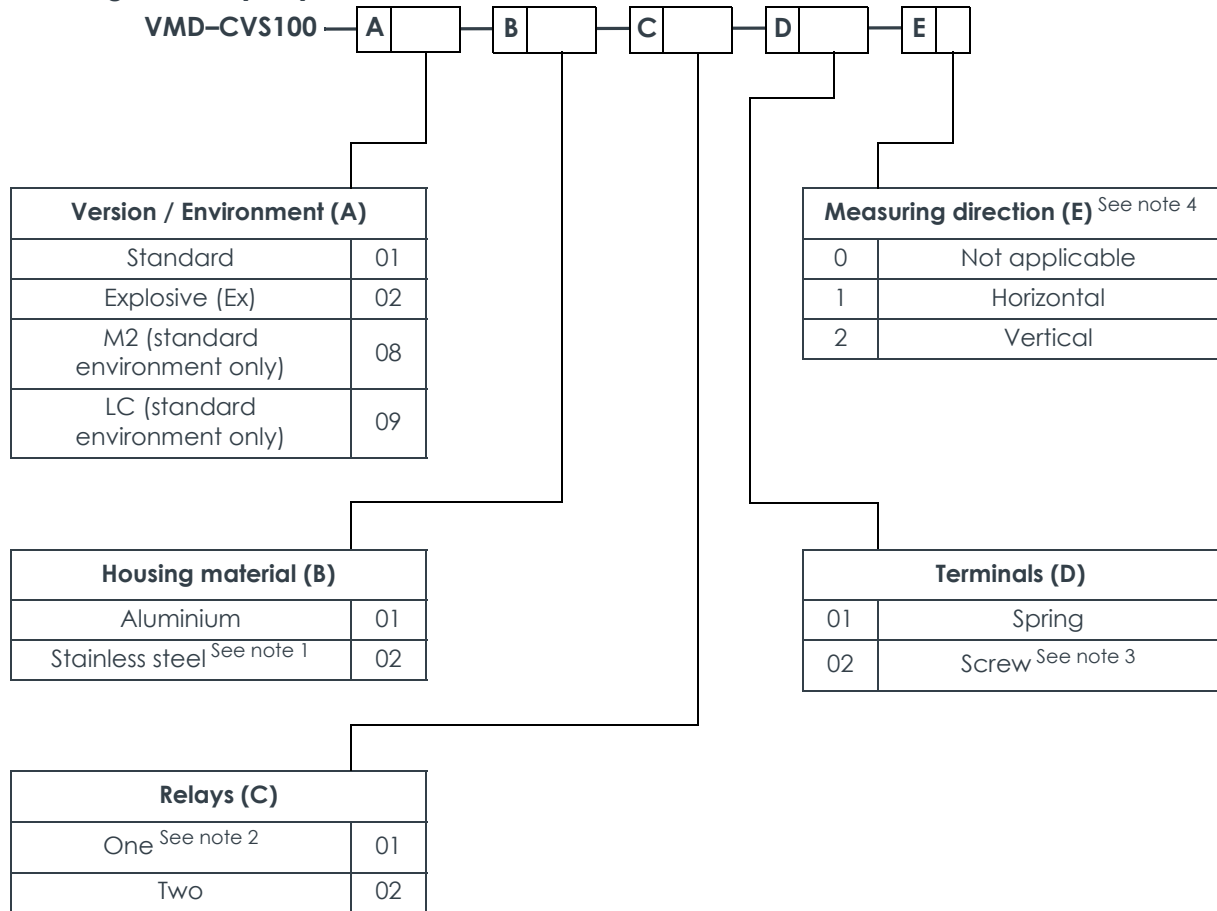 VMD–CVS100 A B C D E
Version / Environment (A)
Standard 01
Explosive (Ex) 02
M2 (standard
environment only) 08
LC (standard
environment only) 09
Measuring direction (E) See note 4
0 Not applicable
1 Horizontal
2 Vertical
Housing material (B)
Aluminium 01
Stainless steel See note 1 02
Terminals (D)
01 Spring
02 Screw See note 3
Relays (C)
One See note 2 01
Two 02